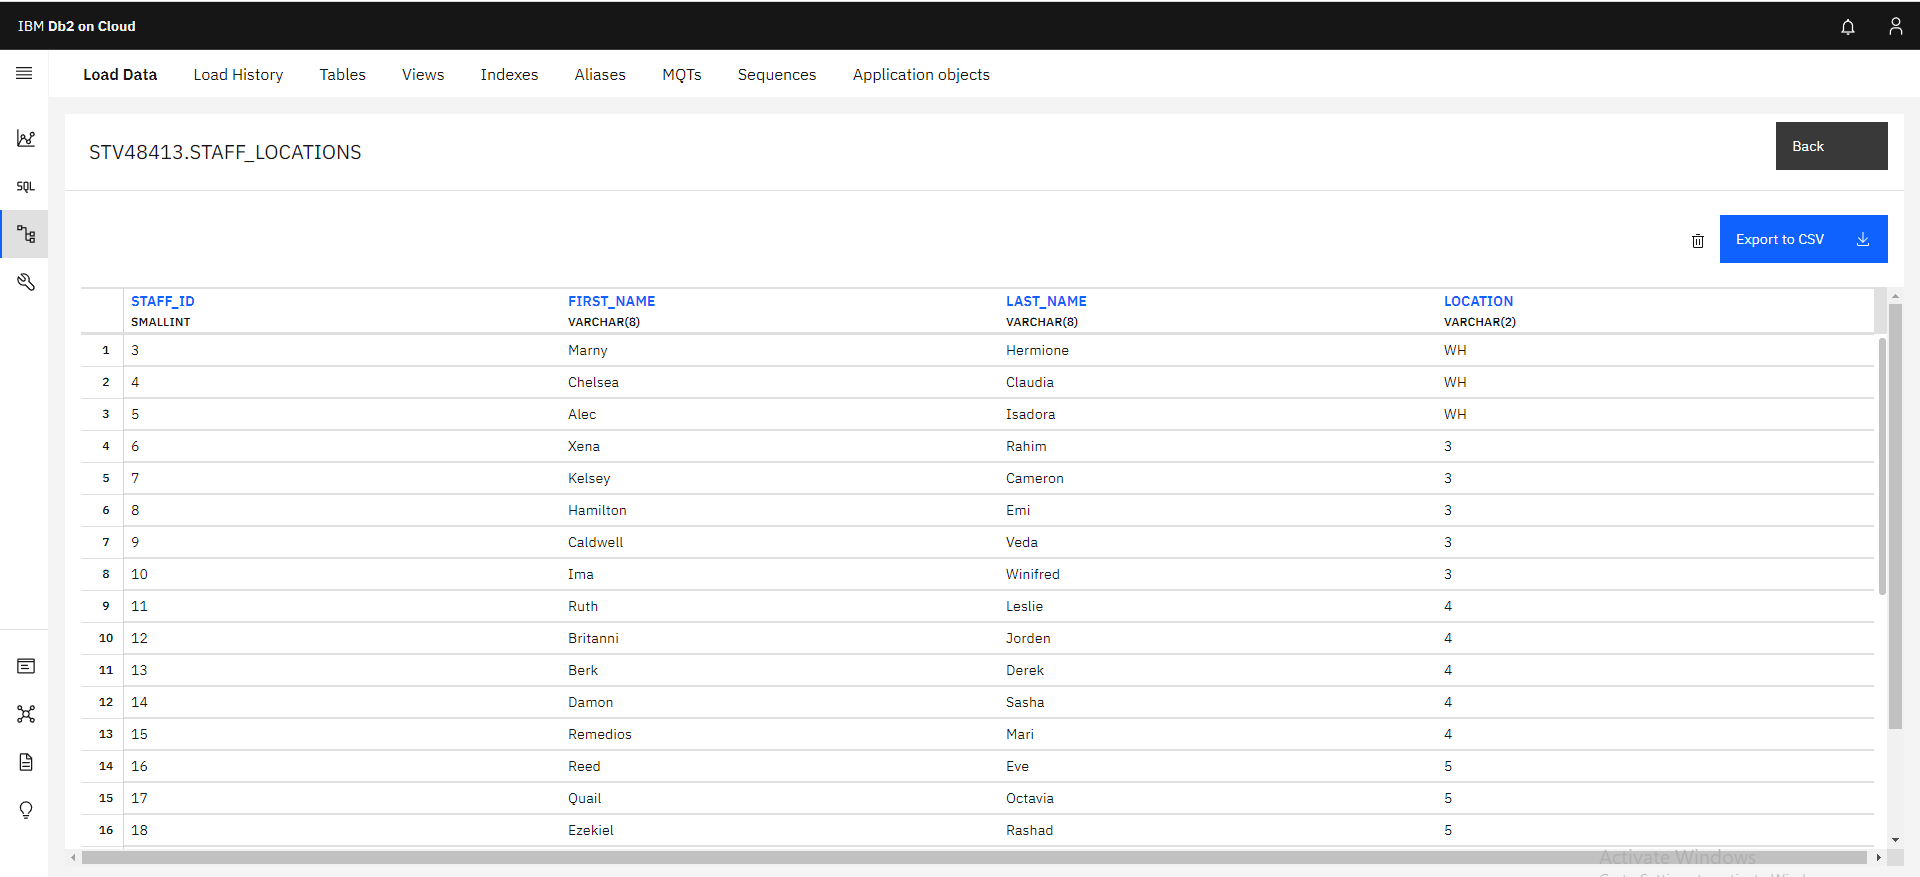 IBM Db2 on Cloud
Load Data Load History Tables Views Indexes Aliases MQTs Sequences Application objects
SQL
STV48413.STAFF_LOCATIONS
Back
Export to CSV
STAFF_ID FIRST_NAME LAST_NAME LOCATION
SMALLINT VARCHAR(8) VARCHAR(8) VARCHAR(2)
1 3 Marny Hermione WH
2 4 Chelsea Claudia WH
3 5 Alec Isadora WH
4 6 Xena Rahim 3
5 7 Kelsey Cameron 3
6 8 Hamilton Emi 3
7 9 Caldwell Veda 3
8 10 Ima Winifred 3
9 11 Ruth Leslie 4
10 12 Britanni Jorden 4
11 13 Berk Derek 4
12 14 Damon Sasha 4
13 15 Remedios Mari 4
14 16 Reed Eve 5
15 17 Quail Octavia 5
16 18 Ezekiel Rashad 5
Activate Windows